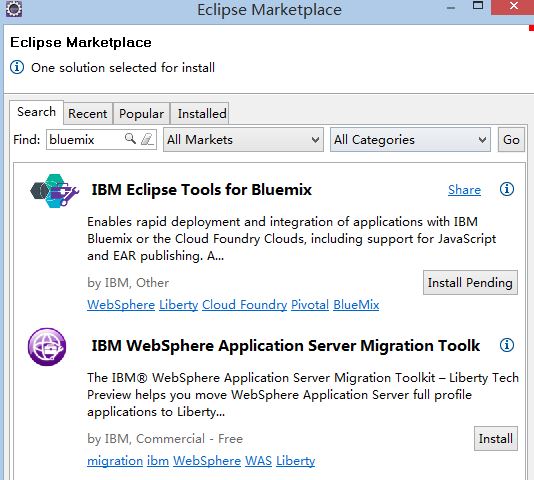 Eclipse Marketplace
Eclipse Marketplace
One solution selected for install
Search Recent Popular Installed
Find: bluemix All Markets All Categories Go
IBM Eclipse Tools for Bluemix Share
Enables rapid deployment and integration of applications with IBM
Bluemix or the Cloud Foundry Clouds, including support for JavaScript
and EAR publishing. A...
by IBM, Other Install Pending
WebSphere Liberty Cloud Foundry Pivotal BlueMix
IBM WebSphere Application Server Migration Toolk
The IBM® WebSphere Application Server Migration Toolkit – Liberty Tech
Preview helps you move WebSphere Application Server full profile
applications to Liberty...
by IBM, Commercial - Free Install
migration ibm WebSphere WAS Liberty